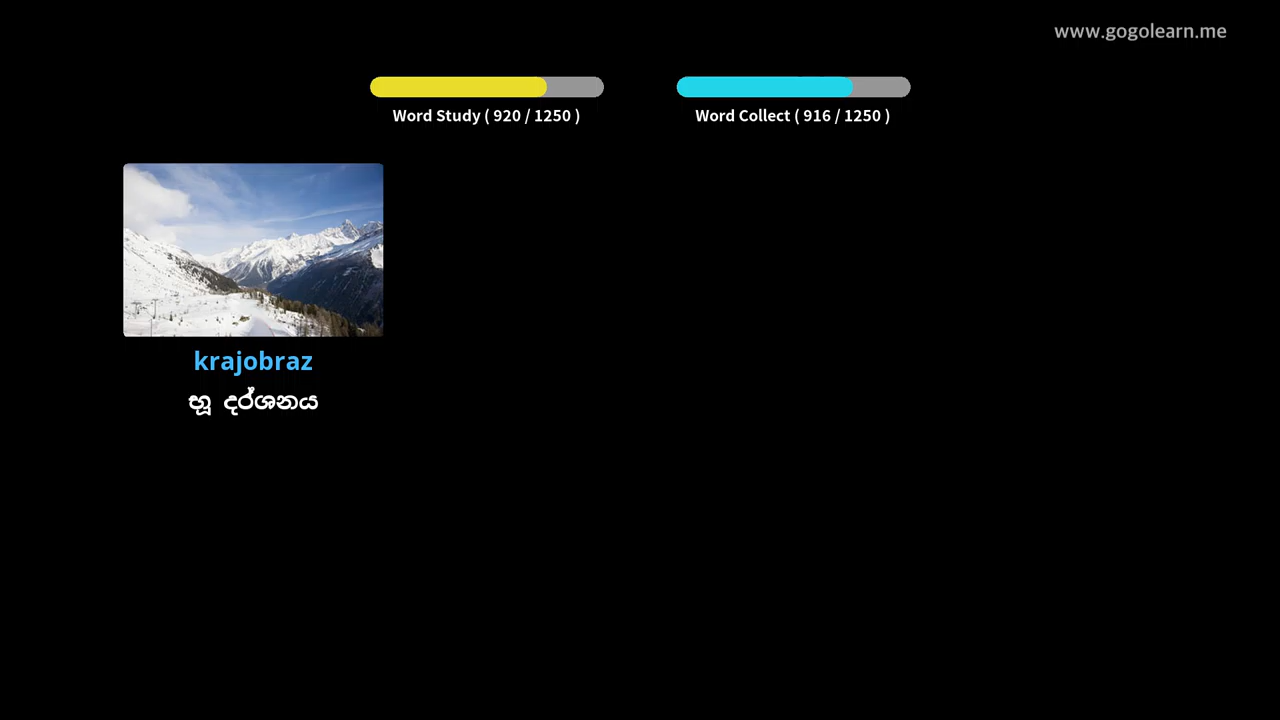 www.gogolearn.me
Word Study ( 920 / 1250 )
Word Collect ( 916 / 1250 )
krajobraz
භූ දර්ශනය